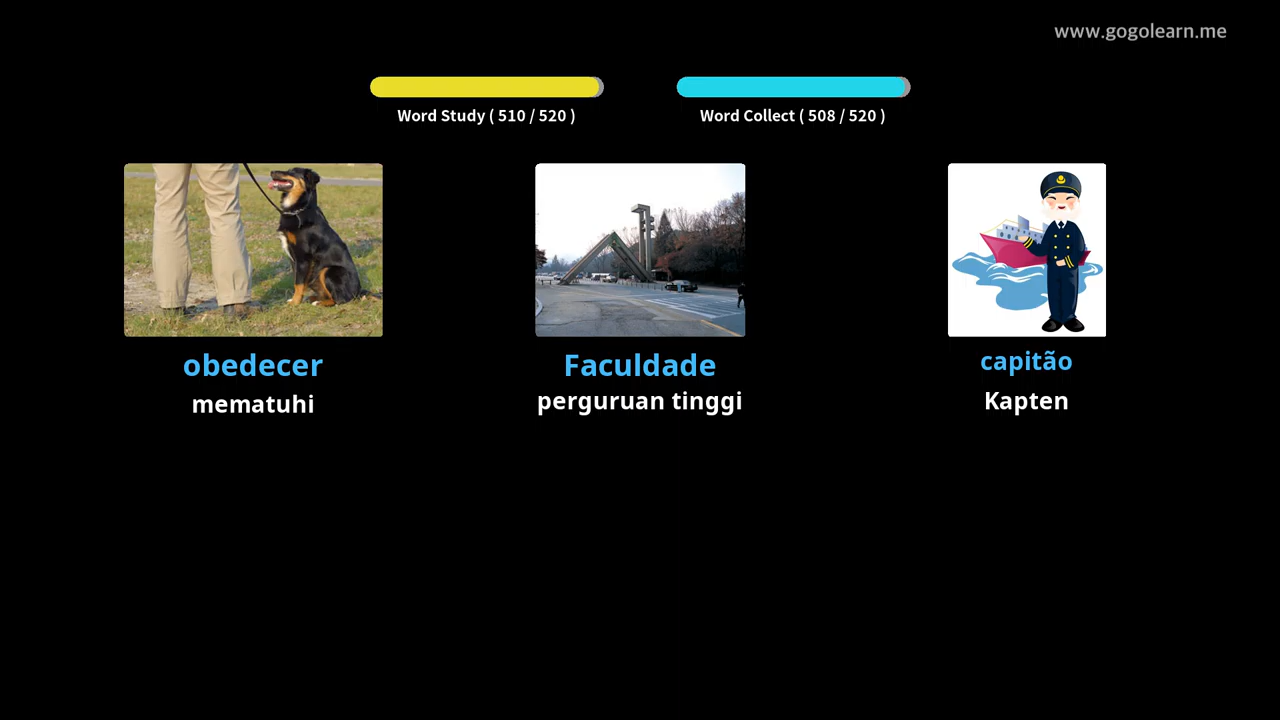 www.gogolearn.me
Word Study ( 510 / 520 )
Word Collect ( 508 / 520 )
obedecer
mematuhi
Faculdade
perguruan tinggi
capitão
Kapten